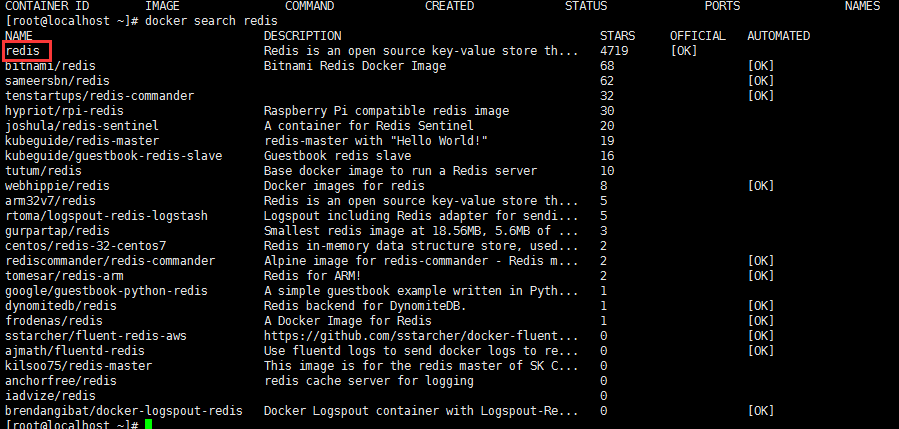 CONTAINER ID IMAGE COMMAND CREATED STATUS PORTS NAMES
[root@localhost ~]# docker search redis
NAME DESCRIPTION STARS OFFICIAL AUTOMATED
redis Redis is an open source key-value store th... 4719 [OK]
bitnami/redis Bitnami Redis Docker Image 68 [OK]
sameersbn/redis 62 [OK]
tenstartups/redis-commander 32 [OK]
hypriot/rpi-redis Raspberry Pi compatible redis image 30
joshula/redis-sentinel A container for Redis Sentinel 20
kubeguide/redis-master redis-master with "Hello World!" 19
kubeguide/guestbook-redis-slave Guestbook redis slave 16
tutum/redis Base docker image to run a Redis server 10
webhippie/redis Docker images for redis 8 [OK]
arm32v7/redis Redis is an open source key-value store th... 5
rtoma/logspout-redis-logstash Logspout including Redis adapter for sendi... 5
gurpartap/redis Smallest redis image at 18.56MB, 5.6MB of ... 3
centos/redis-32-centos7 Redis in-memory data structure store, used... 2
rediscommander/redis-commander Alpine image for redis-commander - Redis m... 2 [OK]
tomesar/redis-arm Redis for ARM! 2 [OK]
google/guestbook-python-redis A simple guestbook example written in Pyth... 1
dynomitedb/redis Redis backend for DynomiteDB. 1 [OK]
frodenas/redis A Docker Image for Redis 1 [OK]
sstarcher/fluent-redis-aws https://github.com/sstarcher/docker-fluent... 0 [OK]
ajmath/fluentd-redis Use fluentd logs to send docker logs to re... 0 [OK]
kilsoo75/redis-master This image is for the redis master of SK C... 0
anchorfree/redis redis cache server for logging 0
iadvize/redis 0
brendangibat/docker-logspout-redis Docker Logspout container with Logspout-Re... 0 [OK]
[root@localhost ~]#